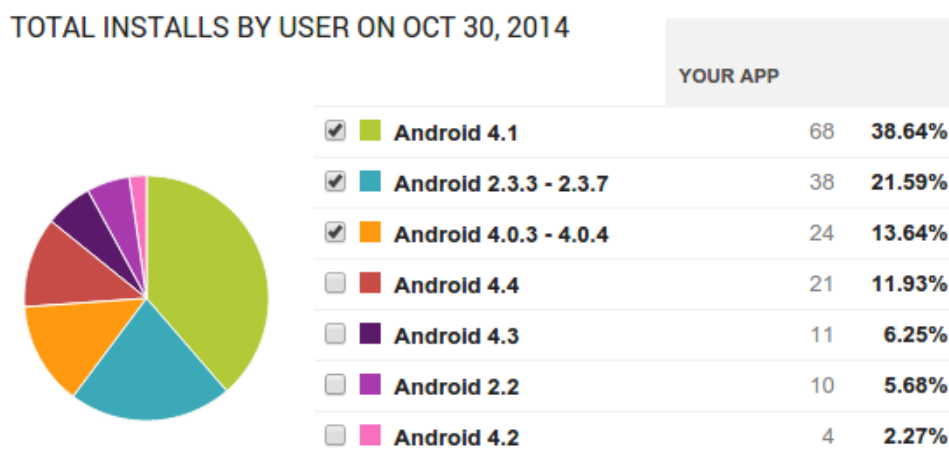 TOTAL INSTALLS BY USER ON OCT 30, 2014
YOUR APP
Android 4.1 68 38.64%
Android 2.3.3 - 2.3.7 38 21.59%
Android 4.0.3 - 4.0.4 24 13.64%
Android 4.4 21 11.93%
Android 4.3 11 6.25%
Android 2.2 10 5.68%
Android 4.2 4 2.27%